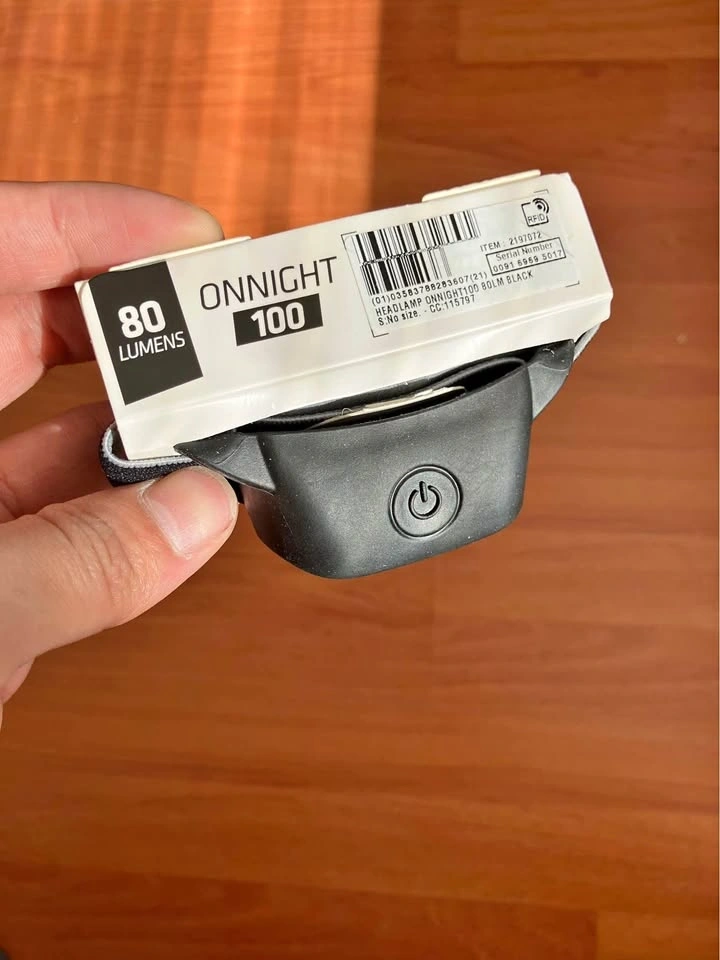 80
LUMENS
ONNIGHT
100
RFID
ITEM : 2197072
Serial Number
0091 6959 5017
(01)03583788283607(21)
HEADLAMP ONNIGHT100 80LM BLACK
S:No size. - CC:115797